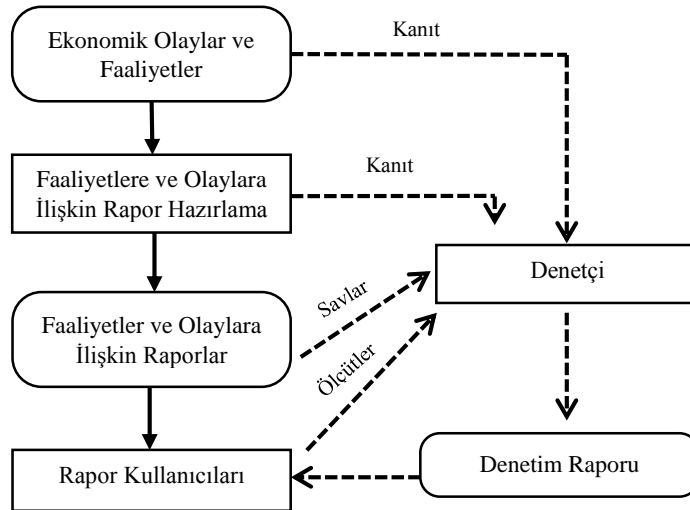 Ekonomik Olaylar ve
Faaliyetler
Kanıt
Faaliyetlere ve Olaylara
İlişkin Rapor Hazırlama
Kanıt
Denetçi
Faaliyetler ve Olaylara
İlişkin Raporlar
Savlar
Ölçütler
Rapor Kullanıcıları
Denetim Raporu